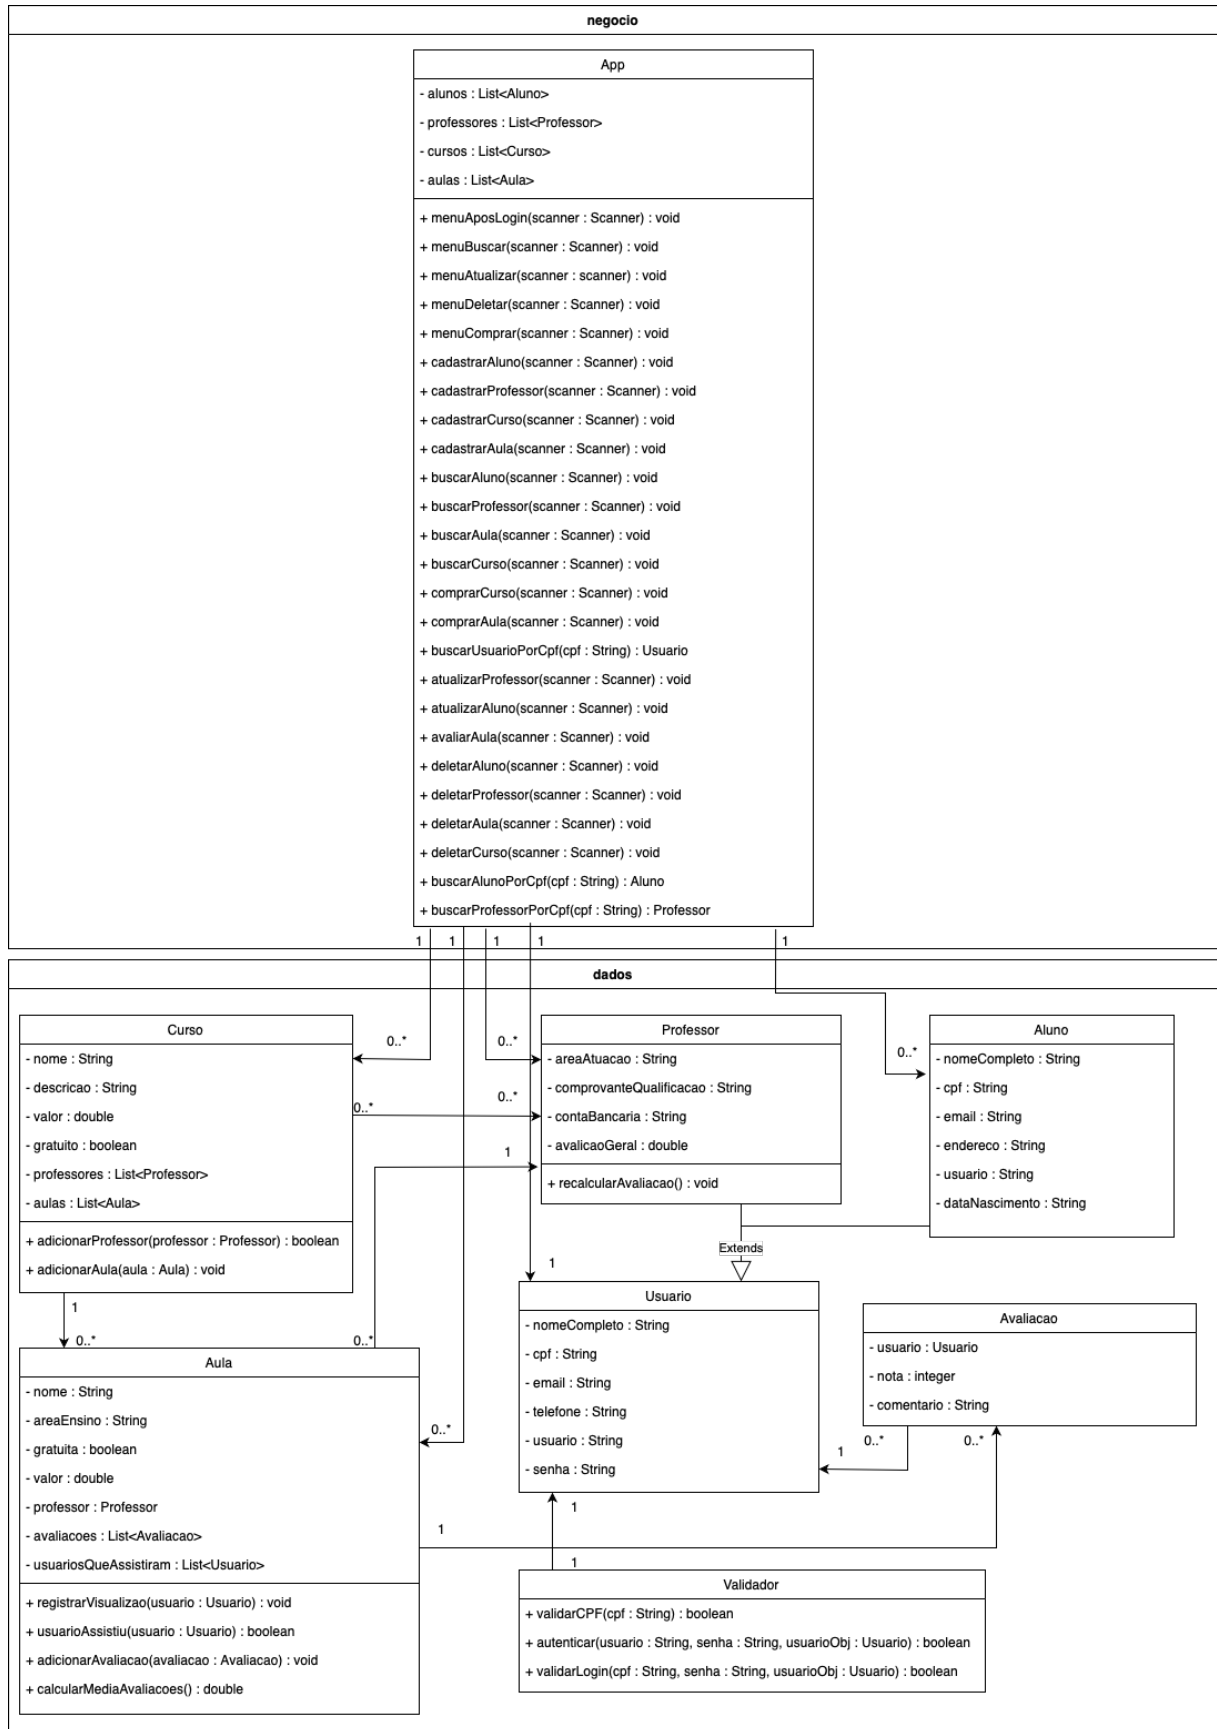 negocio
App
- alunos : List<Aluno>
- professores : List<Professor>
- cursos : List<Curso>
- aulas : List<Aula>
+ menuAposLogin(scanner : Scanner) : void
+ menuBuscar(scanner : Scanner) : void
+ menuAtualizar(scanner : scanner) : void
+ menuDeletar(scanner : Scanner) : void
+ menuComprar(scanner : Scanner) : void
+ cadastrarAluno(scanner : Scanner) : void
+ cadastrarProfessor(scanner : Scanner) : void
+ cadastrarCurso(scanner : Scanner) : void
+ cadastrarAula(scanner : Scanner) : void
+ buscarAluno(scanner : Scanner) : void
+ buscarProfessor(scanner : Scanner) : void
+ buscarAula(scanner : Scanner) : void
+ buscarCurso(scanner : Scanner) : void
+ comprarCurso(scanner : Scanner) : void
+ comprarAula(scanner : Scanner) : void
+ buscarUsuarioPorCpf(cpf : String) : Usuario
+ atualizarProfessor(scanner : Scanner) : void
+ atualizarAluno(scanner : Scanner) : void
+ avaliarAula(scanner : Scanner) : void
+ deletarAluno(scanner : Scanner) : void
+ deletarProfessor(scanner : Scanner) : void
+ deletarAula(scanner : Scanner) : void
+ deletarCurso(scanner : Scanner) : void
+ buscarAlunoPorCpf(cpf : String) : Aluno
+ buscarProfessorPorCpf(cpf : String) : Professor
1 1 1 1 1
dados
Curso
- nome : String
- descricao : String
- valor : double
- gratuito : boolean
- professores : List<Professor>
- aulas : List<Aula>
+ adicionarProfessor(professor : Professor) : boolean
+ adicionarAula(aula : Aula) : void
0..*
0..*
0..*
0..*
1
Professor
- areaAtuacao : String
- comprovanteQualificacao : String
- contaBancaria : String
- avalicaoGeral : double
+ recalcularAvaliacao() : void
0..*
Aluno
- nomeCompleto : String
- cpf : String
- email : String
- endereco : String
- usuario : String
- dataNascimento : String
Extends
1
1
0..*
0..*
Usuario
- nomeCompleto : String
- cpf : String
- email : String
- telefone : String
- usuario : String
- senha : String
Avaliacao
- usuario : Usuario
- nota : integer
- comentario : String
0..*
0..*
1
Aula
- nome : String
- areaEnsino : String
- gratuita : boolean
- valor : double
- professor : Professor
- avaliacoes : List<Avaliacao>
- usuariosQueAssistiram : List<Usuario>
+ registrarVisualizao(usuario : Usuario) : void
+ usuarioAssistiu(usuario : Usuario) : boolean
+ adicionarAvaliacao(avaliacao : Avaliacao) : void
+ calcularMediaAvaliacoes() : double
0..*
1
1
1
Validador
+ validarCPF(cpf : String) : boolean
+ autenticar(usuario : String, senha : String, usuarioObj : Usuario) : boolean
+ validarLogin(cpf : String, senha : String, usuarioObj : Usuario) : boolean